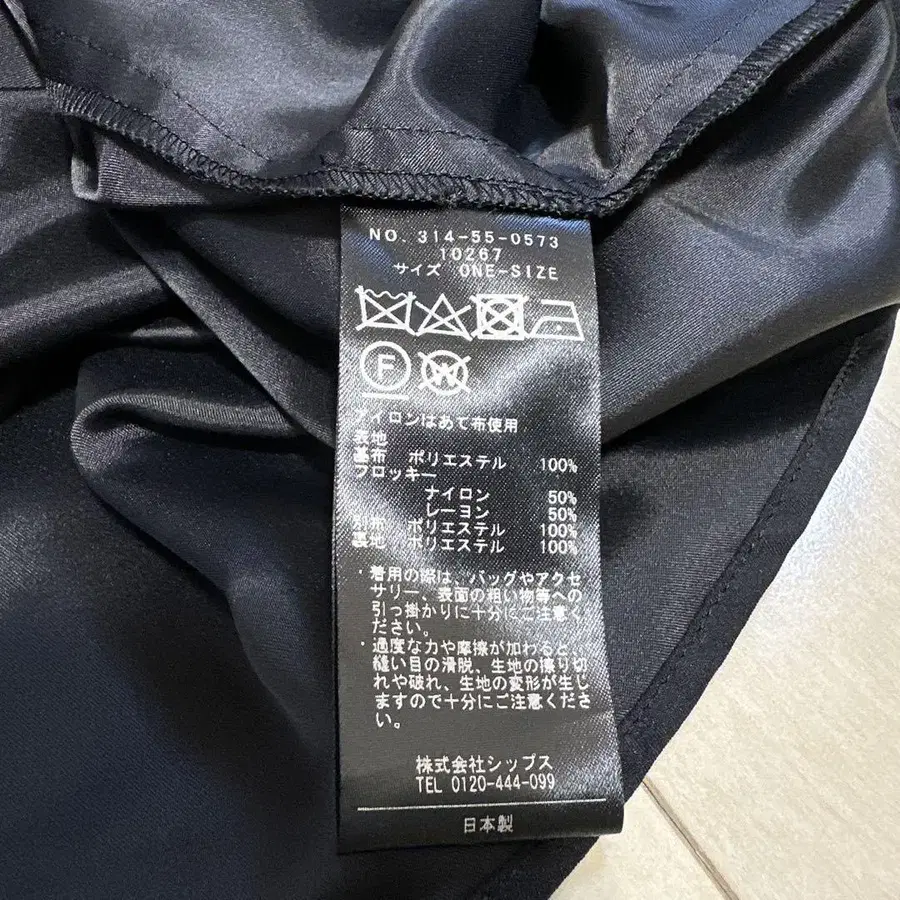 NO. 314-55-0573
10267
サイズ ONE-SIZE
F W
アイロンはあて布使用
表地
基布 ポリエステル 100%
フロッキー
ナイロン 50%
レーヨン 50%
別布 ポリエステル 100%
裏地 ポリエステル 100%
・着用の際は、バッグやアクセ
サリー、表面の粗い物等への
引っ掛かりに十分にご注意く
ださい。
・過度な力や摩擦が加わると、
縫い目の滑脱、生地の擦り切
れや破れ、生地の変形が生じ
ますので十分にご注意くださ
い。
株式会社シップス
TEL 0120-444-099
日本製